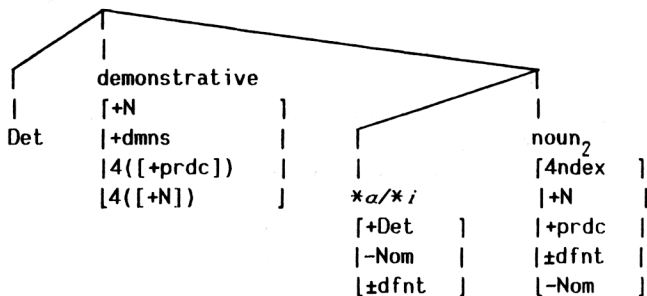 demonstrative
⌈+N ⌉
Det |+dmns | noun₂
|4([+prdc]) | ⌈4ndex ⌉
⌊4([+N]) ⌋ *a/*i |+N |
⌈+Det ⌉ |+prdc |
|-Nom | |±dfnt |
⌊±dfnt ⌋ ⌊-Nom ⌋